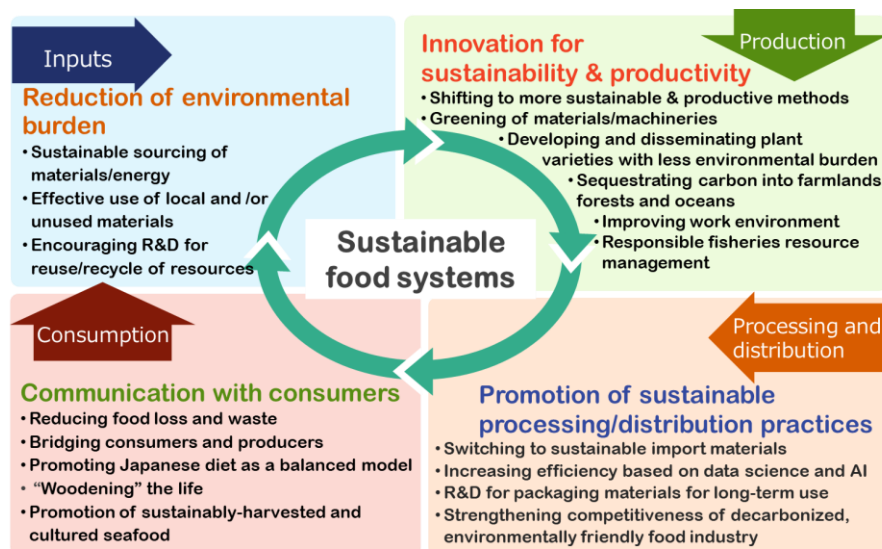 Inputs
Reduction of environmental
burden
• Sustainable sourcing of
materials/energy
• Effective use of local and /or
unused materials
• Encouraging R&D for
reuse/recycle of resources
Production
Innovation for
sustainability & productivity
• Shifting to more sustainable & productive methods
• Greening of materials/machineries
• Developing and disseminating plant
varieties with less environmental burden
• Sequestrating carbon into farmlands
forests and oceans
• Improving work environment
• Responsible fisheries resource
management
Sustainable
food systems
Consumption
Communication with consumers
• Reducing food loss and waste
• Bridging consumers and producers
• Promoting Japanese diet as a balanced model
• “Woodening” the life
• Promotion of sustainably-harvested and
cultured seafood
Processing and
distribution
Promotion of sustainable
processing/distribution practices
• Switching to sustainable import materials
• Increasing efficiency based on data science and AI
• R&D for packaging materials for long-term use
• Strengthening competitiveness of decarbonized,
environmentally friendly food industry